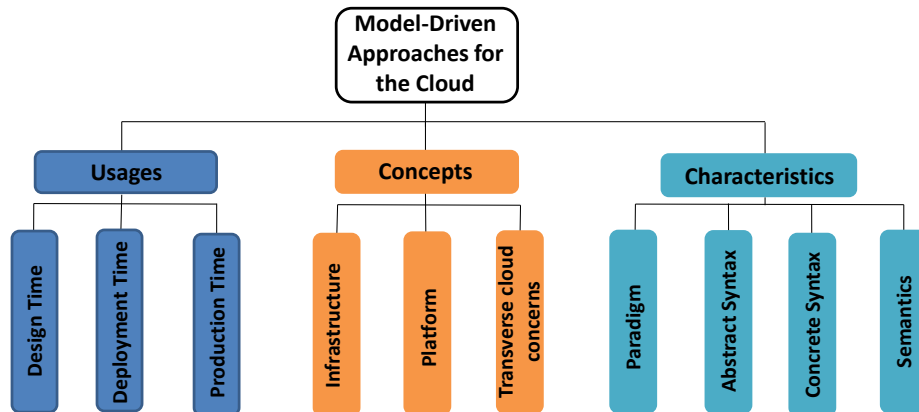 Model-Driven
Approaches for
the Cloud
Usages
Concepts
Characteristics
Design Time
Deployment Time
Production Time
Infrastructure
Platform
Transverse cloud
concerns
Paradigm
Abstract Syntax
Concrete Syntax
Semantics